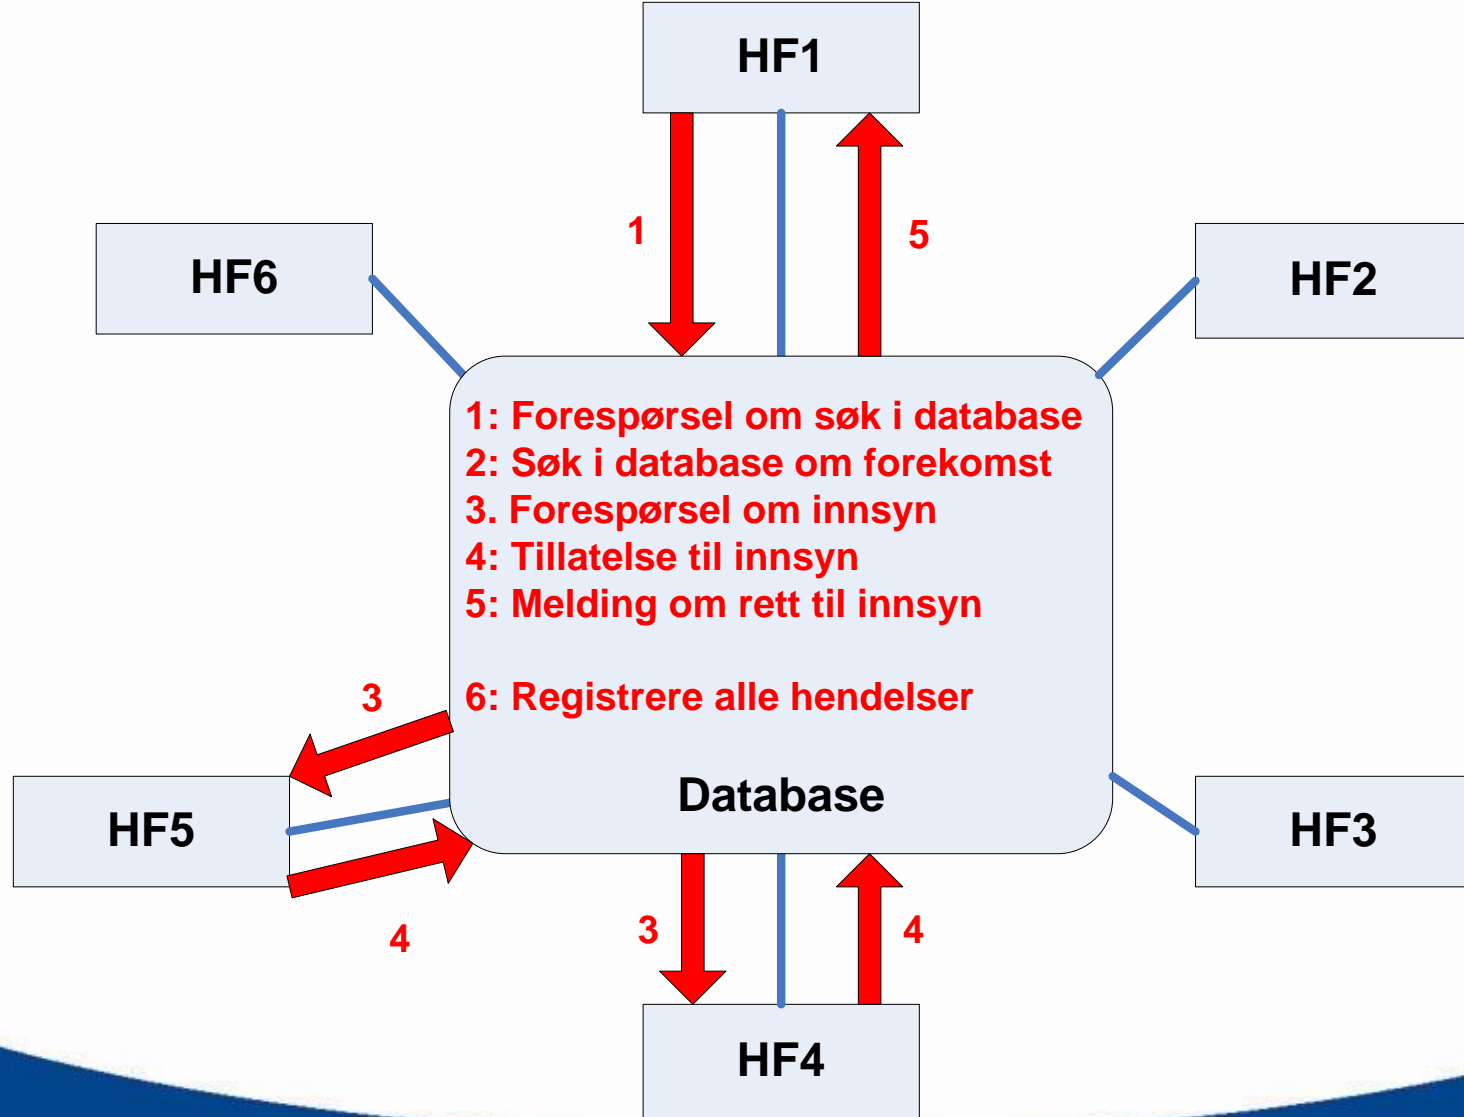 HF1
1
5
HF6
HF2
1: Forespørsel om søk i database
2: Søk i database om forekomst
3. Forespørsel om innsyn
4: Tillatelse til innsyn
5: Melding om rett til innsyn
6: Registrere alle hendelser
3
Database
HF5
HF3
4
3
4
HF4